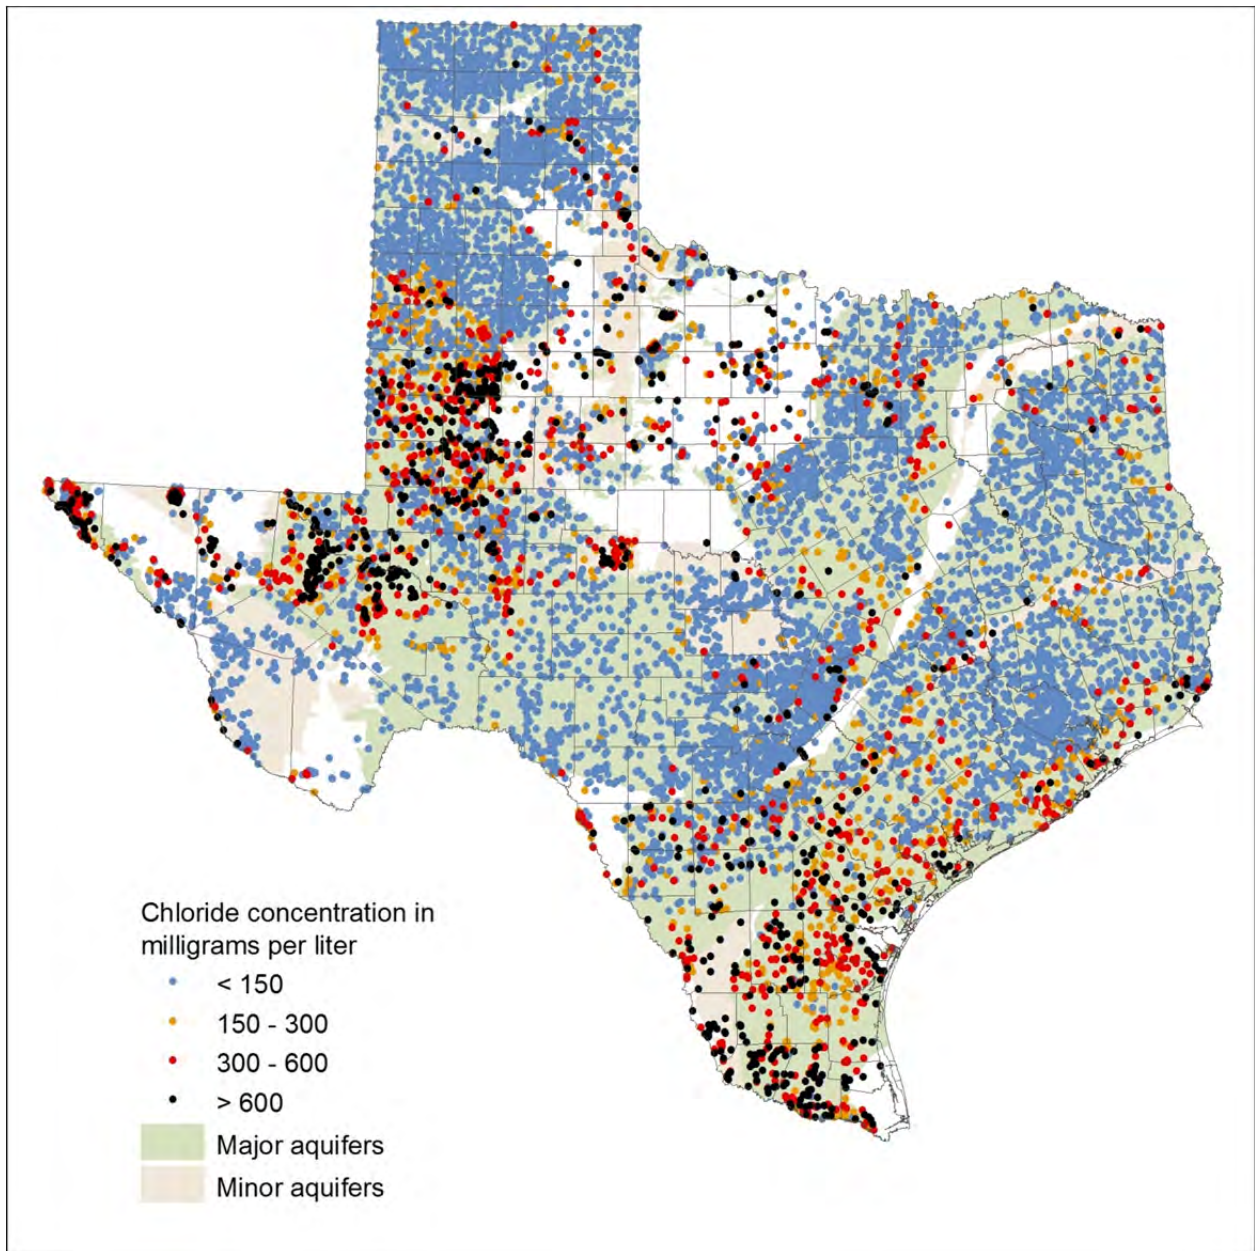 Chloride concentration in
milligrams per liter
< 150
150 - 300
300 - 600
> 600
Major aquifers
Minor aquifers